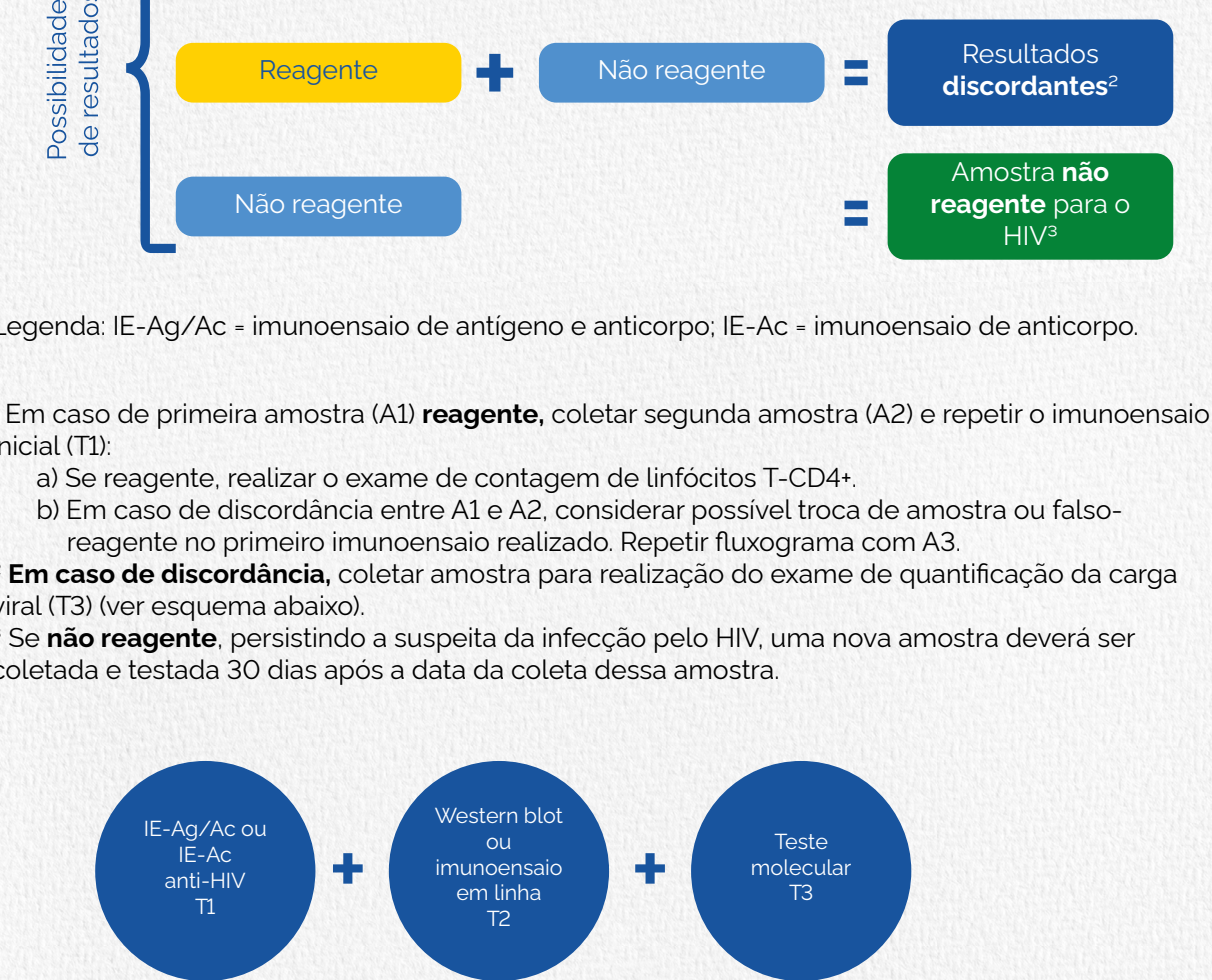 Possibilidades
de resultados
Reagente + Não reagente = Resultados
discordantes²
Não reagente = Amostra não
reagente para o
HIV³
Legenda: IE-Ag/Ac = imunoensaio de antígeno e anticorpo; IE-Ac = imunoensaio de anticorpo.
Em caso de primeira amostra (A1) reagente, coletar segunda amostra (A2) e repetir o imunoensaio
inicial (T1):
a) Se reagente, realizar o exame de contagem de linfócitos T-CD4+.
b) Em caso de discordância entre A1 e A2, considerar possível troca de amostra ou falso-
reagente no primeiro imunoensaio realizado. Repetir fluxograma com A3.
² Em caso de discordância, coletar amostra para realização do exame de quantificação da carga
viral (T3) (ver esquema abaixo).
³ Se não reagente, persistindo a suspeita da infecção pelo HIV, uma nova amostra deverá ser
coletada e testada 30 dias após a data da coleta dessa amostra.
IE-Ag/Ac ou
IE-Ac
anti-HIV
T1
+
Western blot
ou
imunoensaio
em linha
T2
+
Teste
molecular
T3